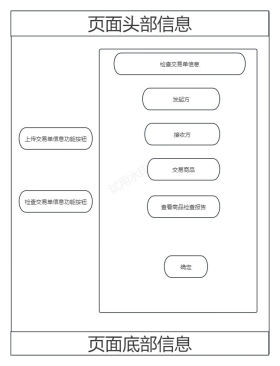 页面头部信息
检查交易单信息
发起方
上传交易单信息功能按钮
接收方
交易商品
检查交易单信息功能按钮
查看商品检查报告
确定
页面底部信息